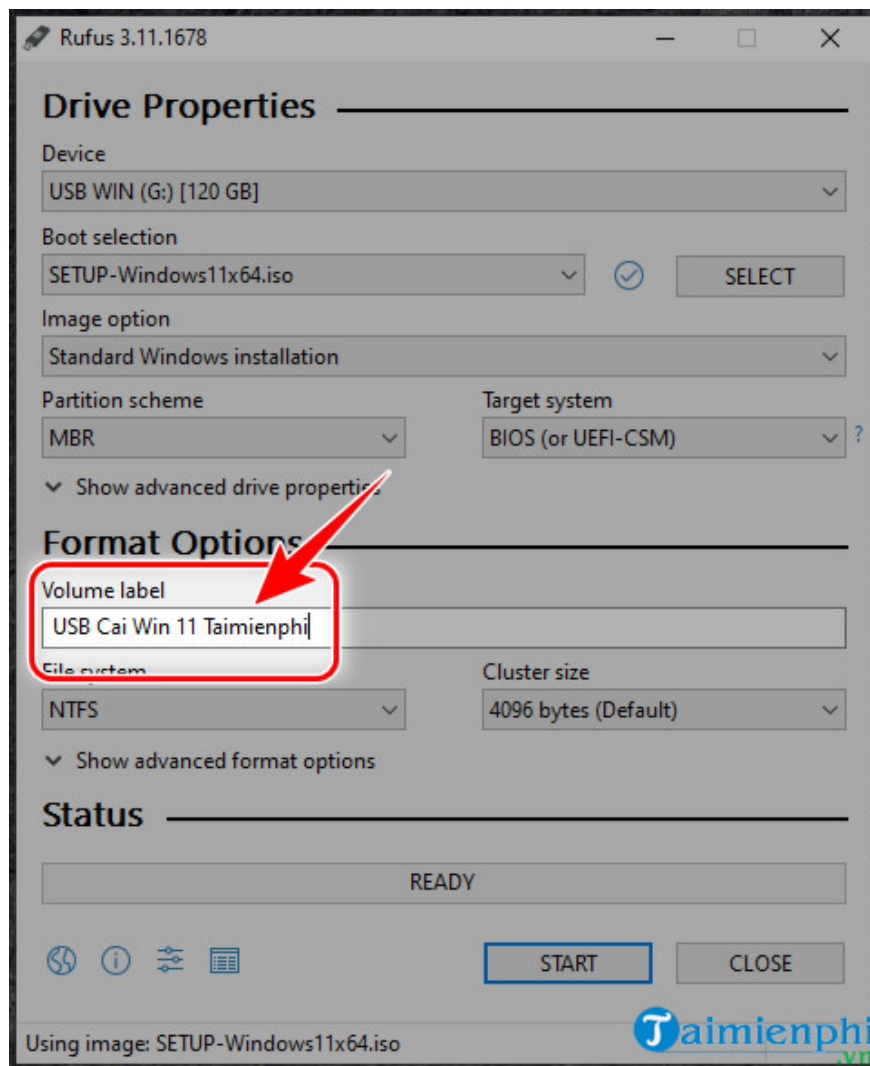 Rufus 3.11.1678
Drive Properties
Device
USB WIN (G:) [120 GB]
Boot selection
SETUP-Windows11x64.iso
SELECT
Image option
Standard Windows installation
Partition scheme
Target system
MBR
BIOS (or UEFI-CSM)
?
Show advanced drive properties
Format Options
Volume label
USB Cai Win 11 Taimienphi
File system
Cluster size
NTFS
4096 bytes (Default)
Show advanced format options
Status
READY
START
CLOSE
Using image: SETUP-Windows11x64.iso
Taimienphi
.vn